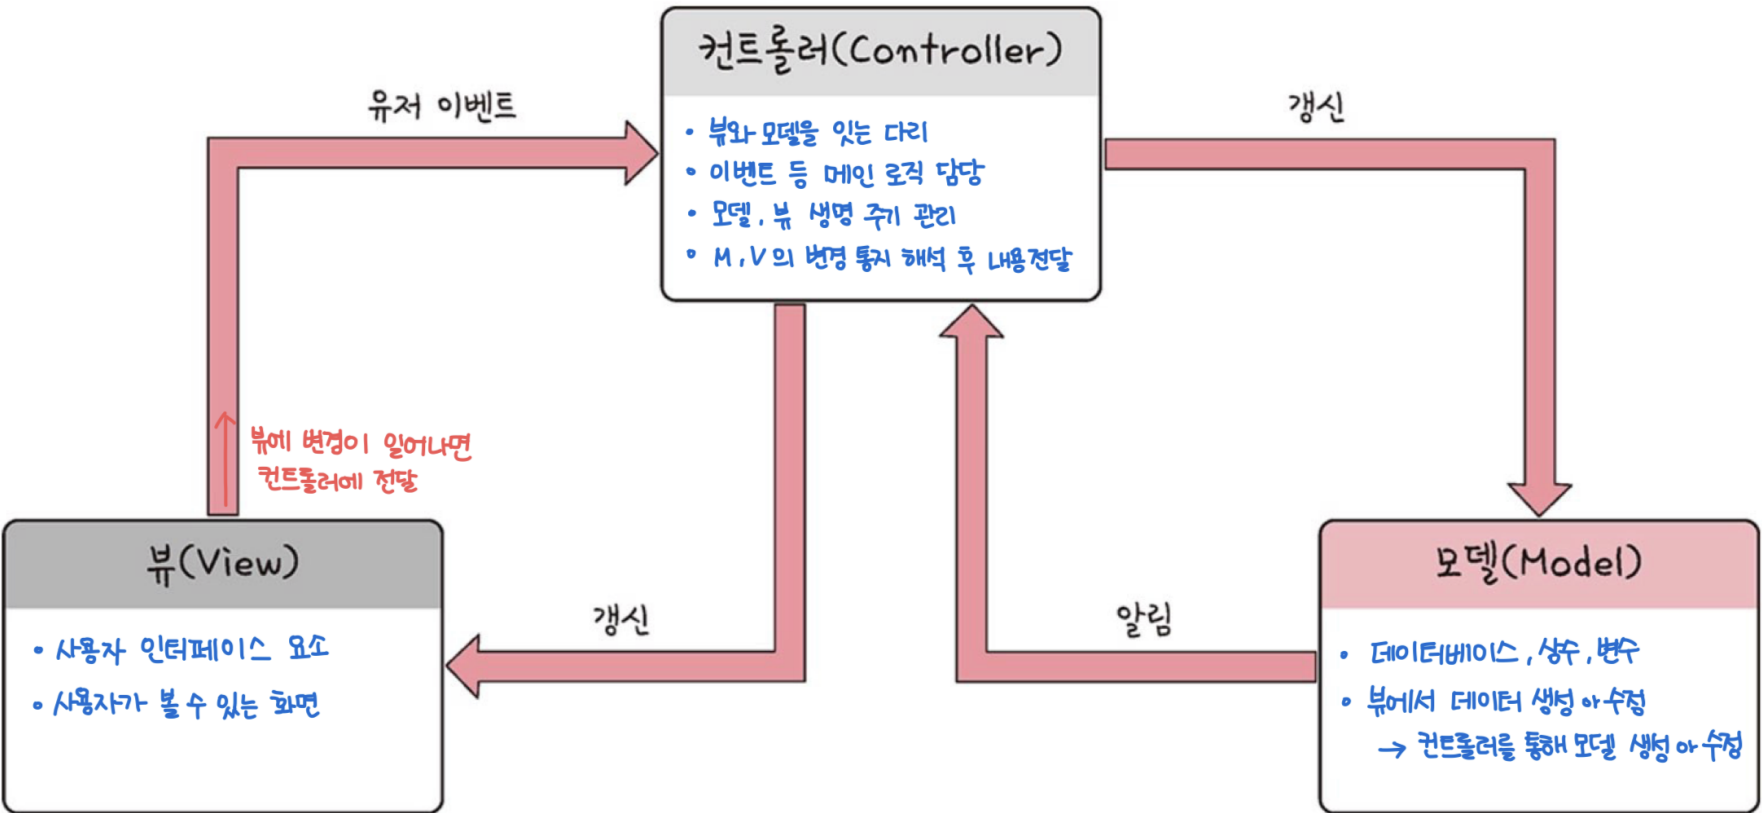 컨트롤러(Controller)
유저 이벤트
갱신
• 뷰와 모델을 잇는 다리
• 이벤트 등 메인 로직 담당
• 모델, 뷰 생명 주기 관리
• M, V의 변경 통지 해석 후 내용전달
뷰에 변경이 일어나면
컨트롤러에 전달
뷰(View)
갱신
알림
모델(Model)
• 사용자 인터페이스 요소
• 사용자가 볼 수 있는 화면
• 데이터베이스, 상수, 변수
• 뷰에서 데이터 생성 or 수정
→ 컨트롤러를 통해 모델 생성 or 수정